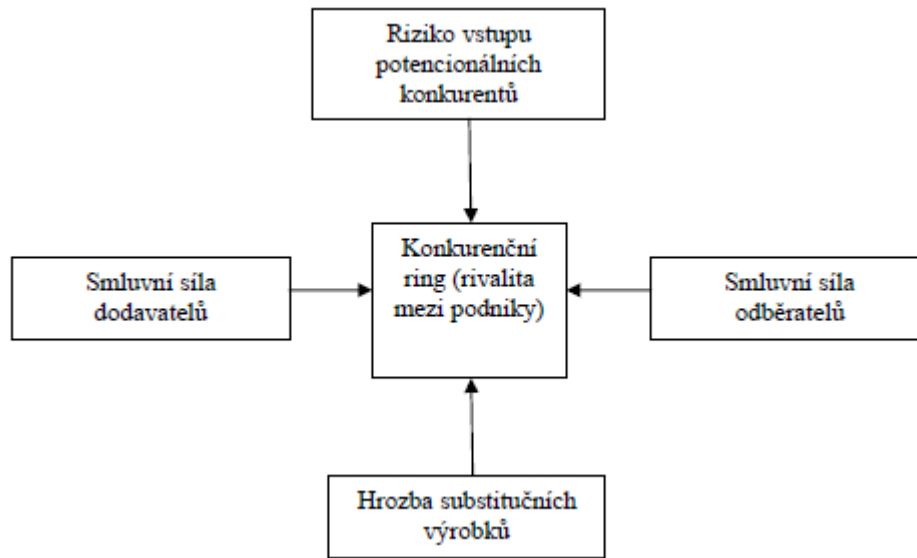 Riziko vstupu
potencionálních
konkurentů
Konkurenční
ring (rivalita
mezi podniky)
Smluvní síla
dodavatelů
Smluvní síla
odběratelů
Hrozba substitučních
výrobků